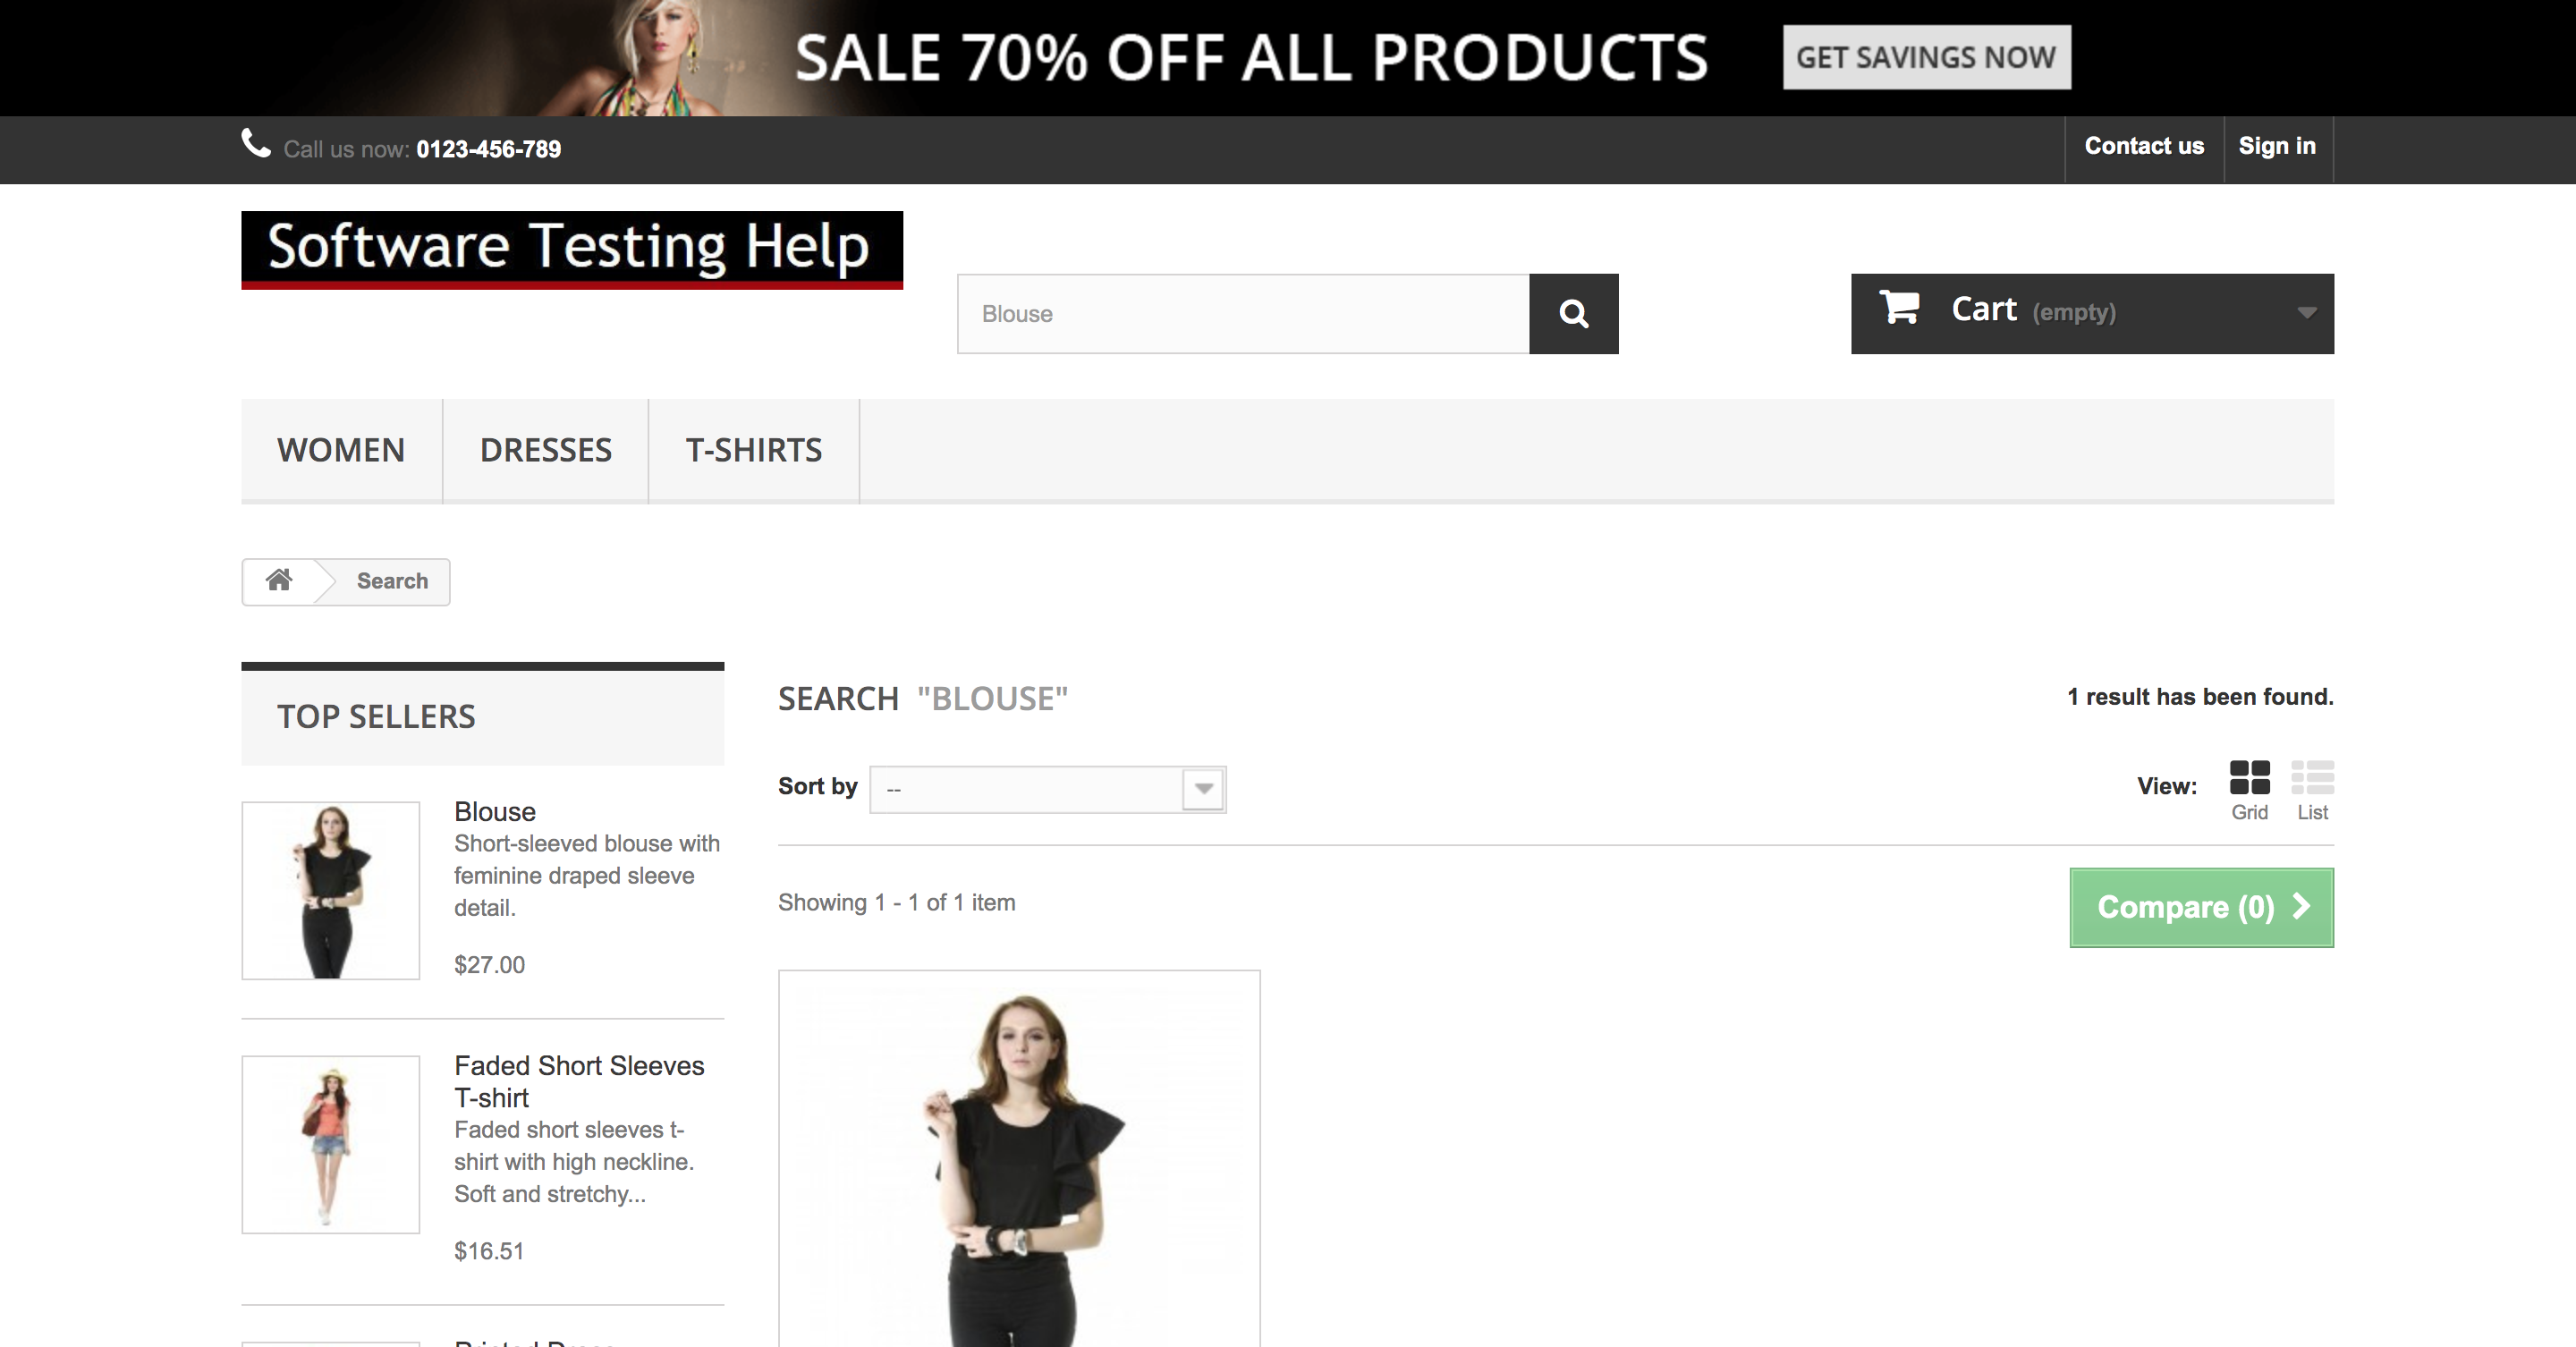 SALE 70% OFF ALL PRODUCTS
GET SAVINGS NOW
Call us now: 0123-456-789
Contact us
Sign in
Software Testing Help
Blouse
Cart (empty)
WOMEN
DRESSES
T-SHIRTS
Search
TOP SELLERS
Blouse
Short-sleeved blouse with
feminine draped sleeve
detail.
$27.00
Faded Short Sleeves
T-shirt
Faded short sleeves t-
shirt with high neckline.
Soft and stretchy...
$16.51
SEARCH "BLOUSE"
1 result has been found.
Sort by
--
View:
Grid
List
Showing 1 - 1 of 1 item
Compare (0)